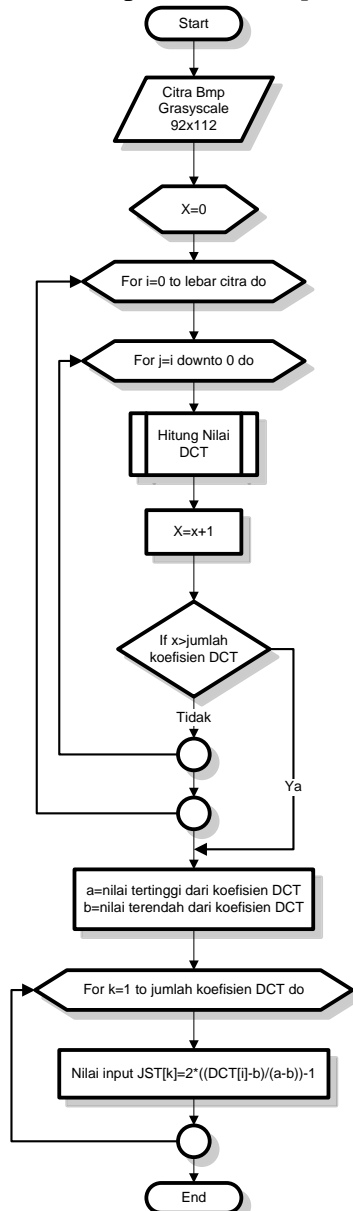 Start
Citra Bmp
Grasyscale
92x112
X=0
For i=0 to lebar citra do
For j=i downto 0 do
Hitung Nilai
DCT
X=x+1
If x>jumlah
koefisien DCT
Tidak
Ya
a=nilai tertinggi dari koefisien DCT
b=nilai terendah dari koefisien DCT
For k=1 to jumlah koefisien DCT do
Nilai input JST[k]=2*((DCT[i]-b)/(a-b))-1
End